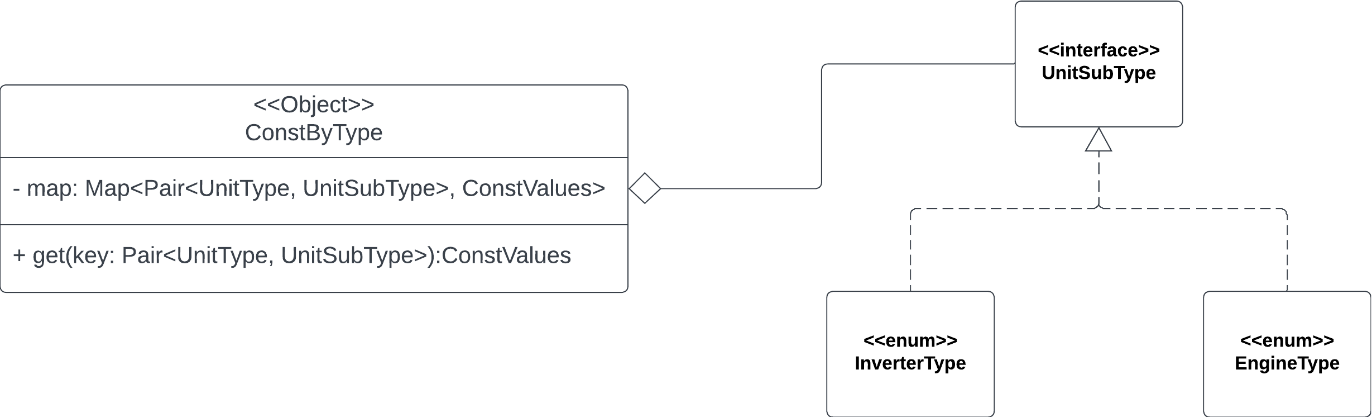 <<interface>>
UnitSubType
<<Object>>
ConstByType
- map: Map<Pair<UnitType, UnitSubType>, ConstValues>
+ get(key: Pair<UnitType, UnitSubType>):ConstValues
<<enum>>
InverterType
<<enum>>
EngineType